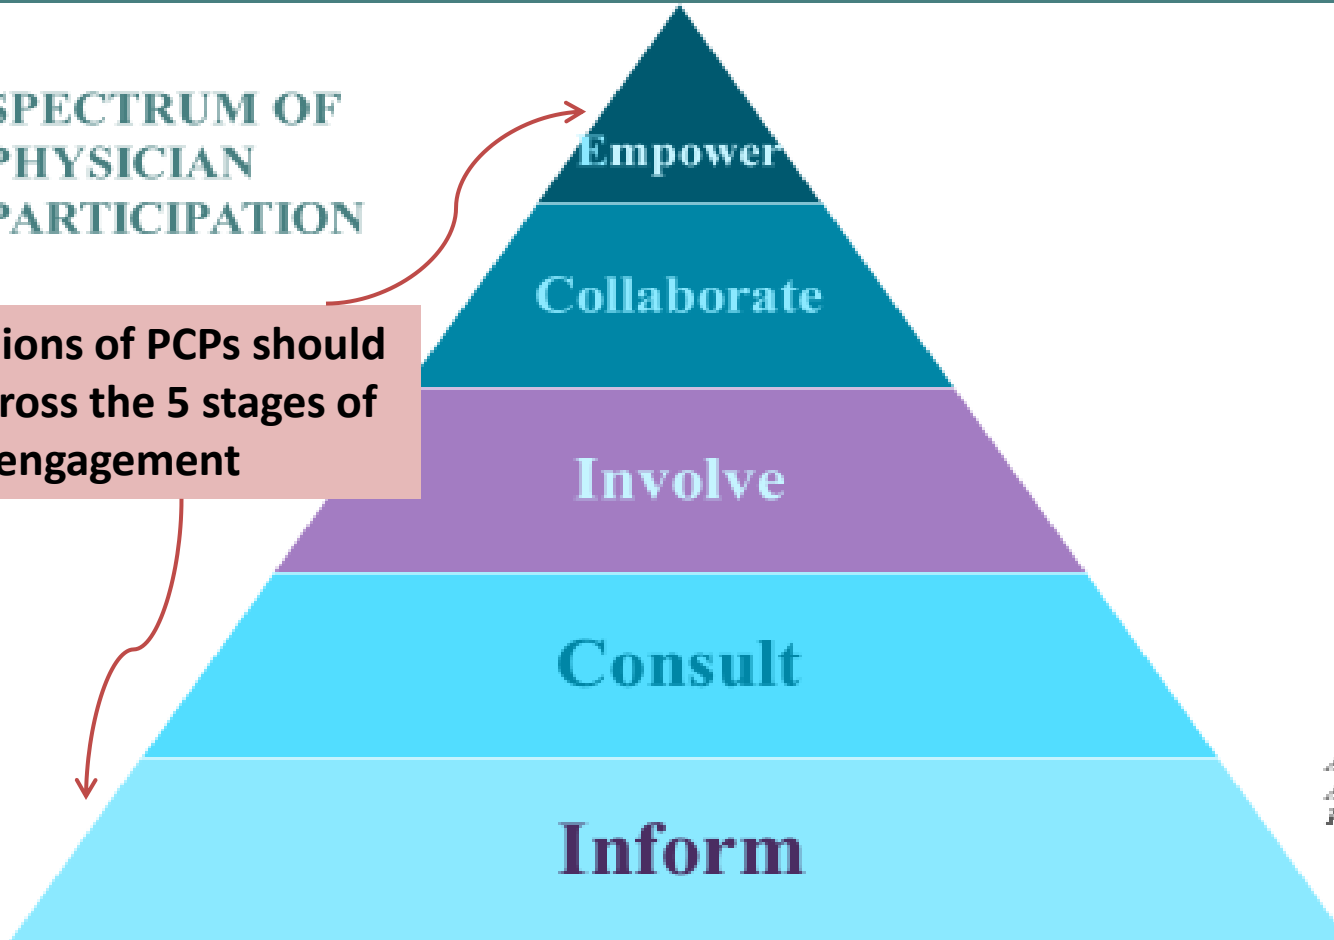 SPECTRUM OF
PHYSICIAN
PARTICIPATION
Empower
Collaborate
ions of PCPs should
ross the 5 stages of
engagement
Involve
Consult
Inform